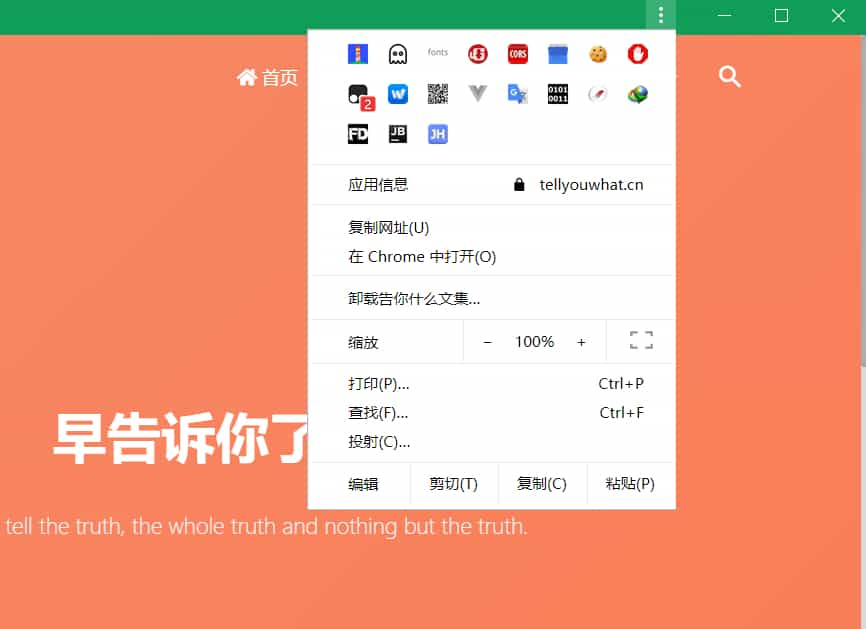 首页
fonts
CORS
2
W
G
0101
0011
FD
JB
JH
应用信息 tellyouwhat.cn
复制网址(U)
在 Chrome 中打开(O)
卸载告你什么文集...
缩放 − 100% +
打印(P)... Ctrl+P
查找(F)... Ctrl+F
投射(C)...
编辑 剪切(T) 复制(C) 粘贴(P)
早告诉你了
tell the truth, the whole truth and nothing but the truth.